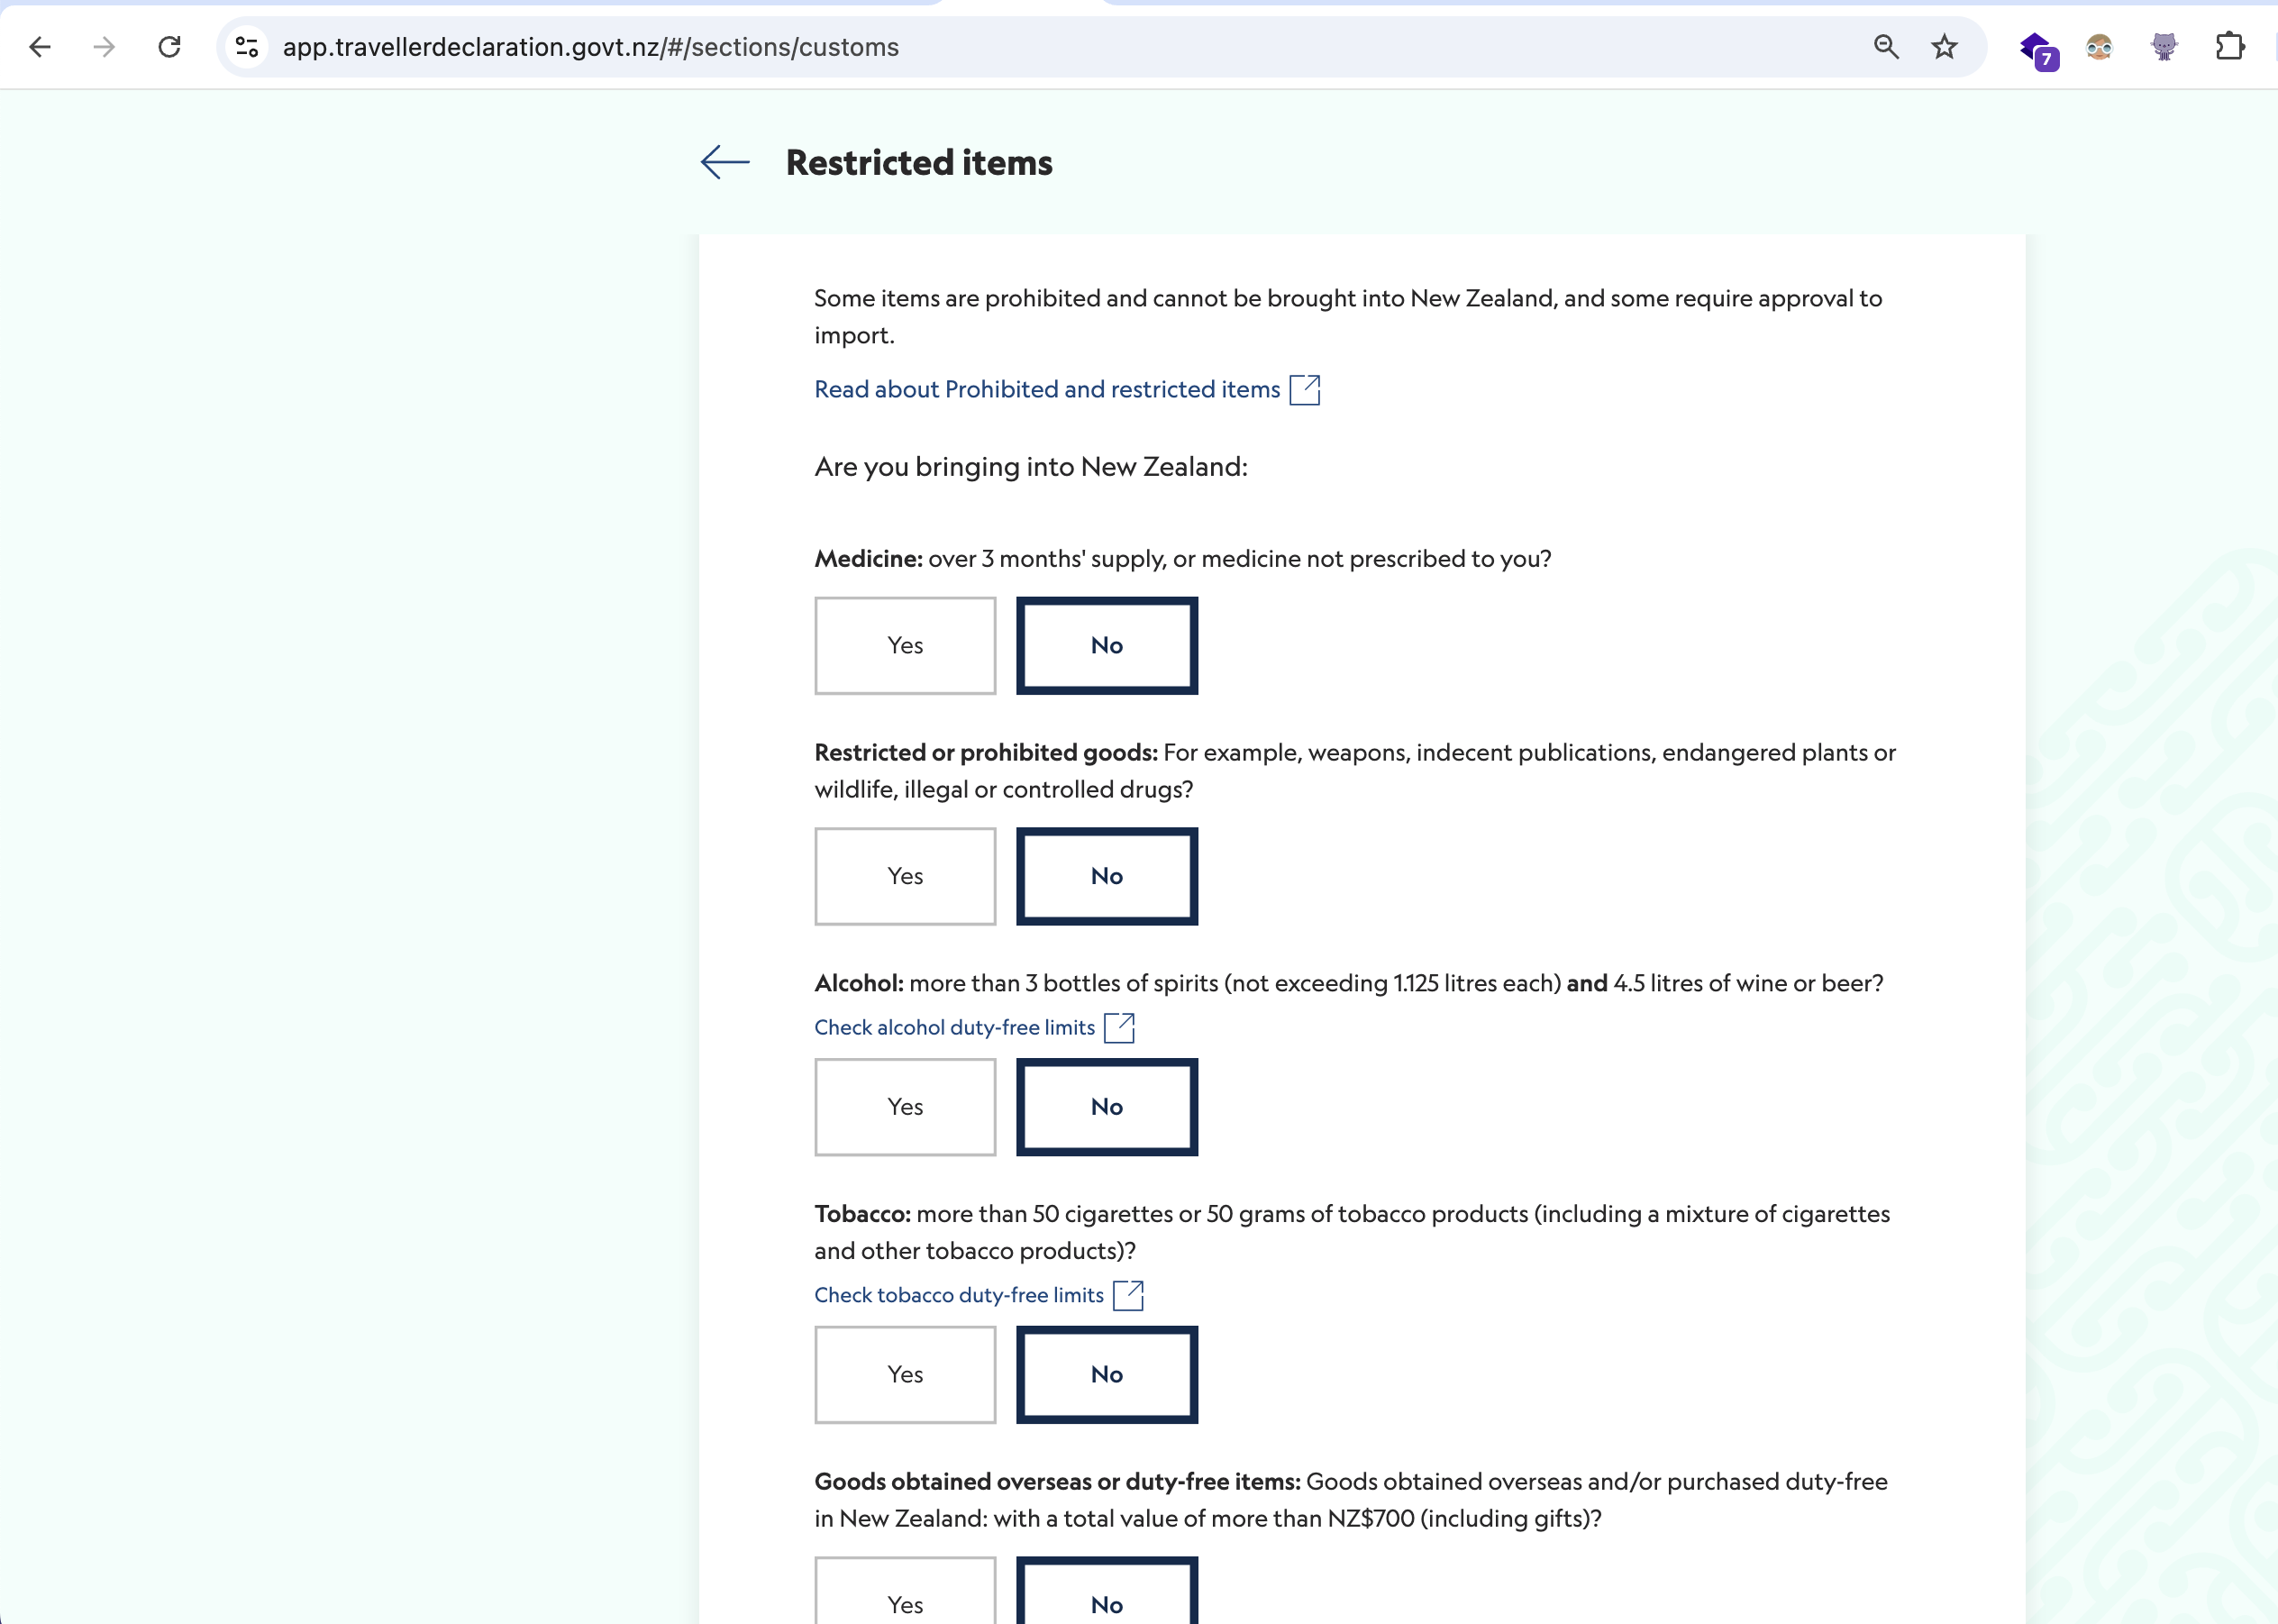 app.travellerdeclaration.govt.nz/#/sections/customs
7
Restricted items
Some items are prohibited and cannot be brought into New Zealand, and some require approval to
import.
Read about Prohibited and restricted items
Are you bringing into New Zealand:
Medicine: over 3 months' supply, or medicine not prescribed to you?
Yes No
Restricted or prohibited goods: For example, weapons, indecent publications, endangered plants or
wildlife, illegal or controlled drugs?
Yes No
Alcohol: more than 3 bottles of spirits (not exceeding 1.125 litres each) and 4.5 litres of wine or beer?
Check alcohol duty-free limits
Yes No
Tobacco: more than 50 cigarettes or 50 grams of tobacco products (including a mixture of cigarettes
and other tobacco products)?
Check tobacco duty-free limits
Yes No
Goods obtained overseas or duty-free items: Goods obtained overseas and/or purchased duty-free
in New Zealand: with a total value of more than NZ$700 (including gifts)?
Yes No